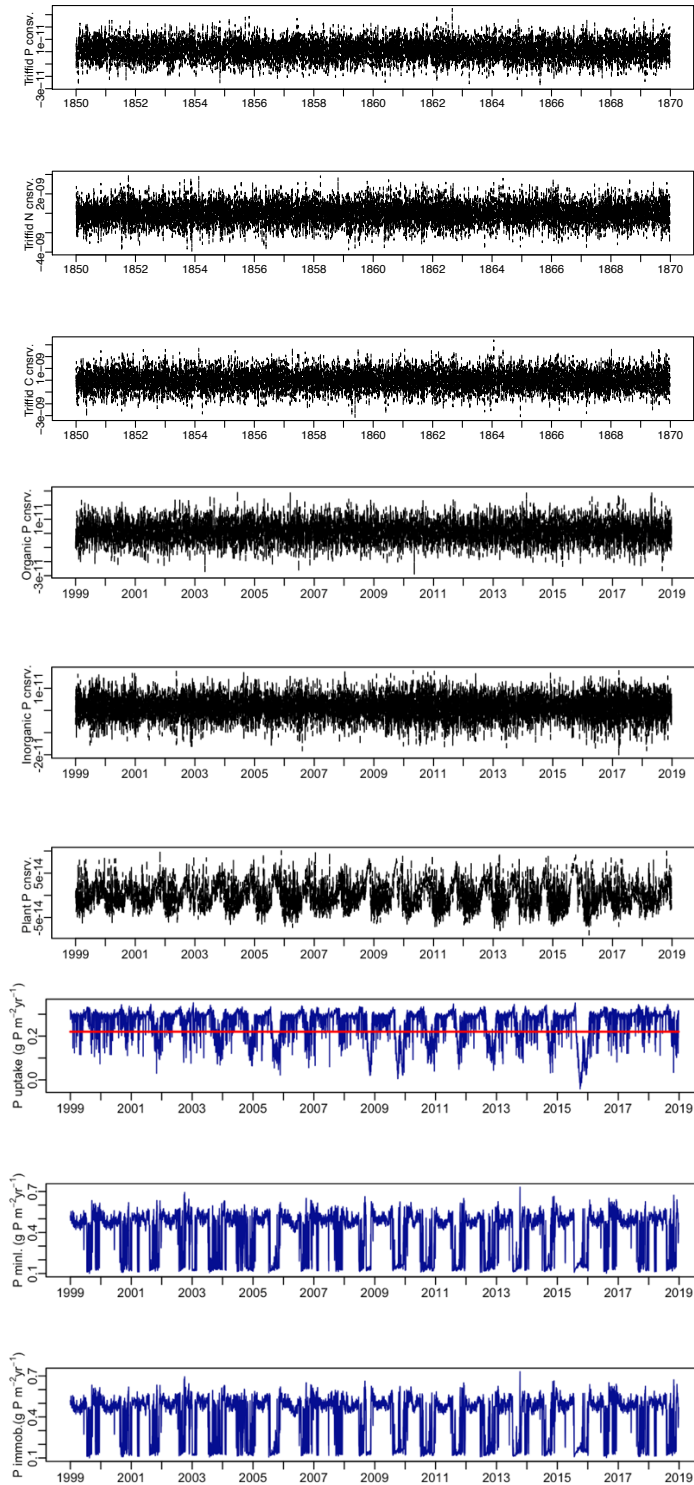 Triffid P consv.
−3e−11 1e−11
1850 1852 1854 1856 1858 1860 1862 1864 1866 1868 1870
Triffid N cnsrv.
−4e−09 2e−09
1850 1852 1854 1856 1858 1860 1862 1864 1866 1868 1870
Triffid C cnsrv.
−3e−09 1e−09
1850 1852 1854 1856 1858 1860 1862 1864 1866 1868 1870
Organic P cnsrv.
−3e−11 1e−11
1999 2001 2003 2005 2007 2009 2011 2013 2015 2017 2019
Inorganic P cnsrv.
−2e−11 1e−11
1999 2001 2003 2005 2007 2009 2011 2013 2015 2017 2019
Plant P cnsrv.
−5e−14 5e−14
1999 2001 2003 2005 2007 2009 2011 2013 2015 2017 2019
P uptake (g P m⁻²yr⁻¹)
0.0 0.2
1999 2001 2003 2005 2007 2009 2011 2013 2015 2017 2019
P minl. (g P m⁻²yr⁻¹)
0.1 0.4 0.7
1999 2001 2003 2005 2007 2009 2011 2013 2015 2017 2019
P immob.(g P m⁻²yr⁻¹)
0.1 0.4 0.7
1999 2001 2003 2005 2007 2009 2011 2013 2015 2017 2019